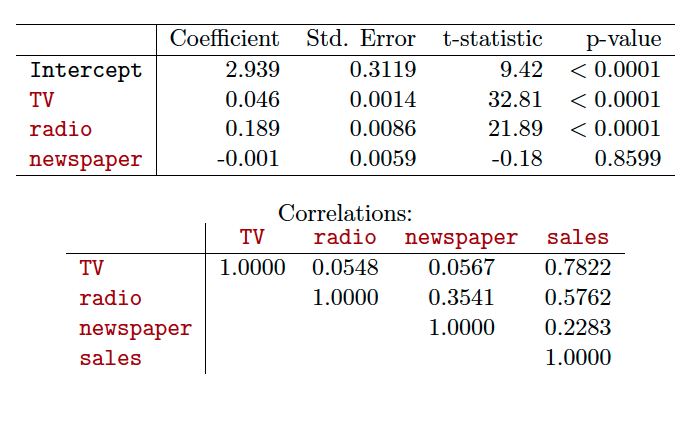 Coefficient Std. Error t-statistic p-value
Intercept 2.939 0.3119 9.42 < 0.0001
TV 0.046 0.0014 32.81 < 0.0001
radio 0.189 0.0086 21.89 < 0.0001
newspaper -0.001 0.0059 -0.18 0.8599
Correlations:
TV radio newspaper sales
TV 1.0000 0.0548 0.0567 0.7822
radio 1.0000 0.3541 0.5762
newspaper 1.0000 0.2283
sales 1.0000